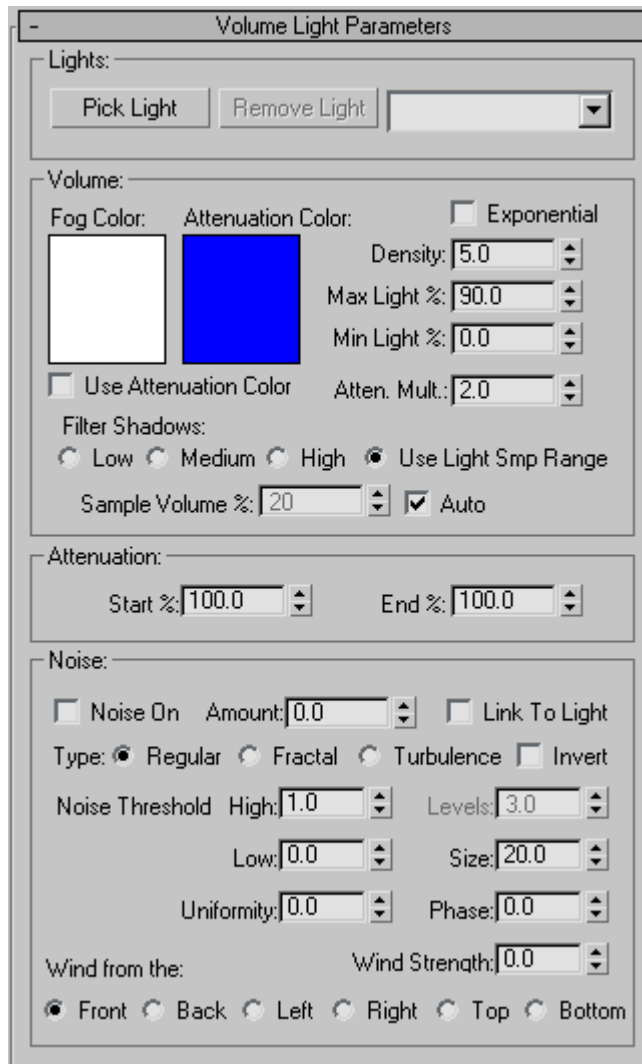 - Volume Light Parameters
Lights:
Pick Light Remove Light
Volume:
Fog Color: Attenuation Color: Exponential
Density: 5.0
Max Light %: 90.0
Min Light %: 0.0
Use Attenuation Color Atten. Mult.: 2.0
Filter Shadows:
Low Medium High Use Light Smp Range
Sample Volume %: 20 Auto
Attenuation:
Start %: 100.0 End %: 100.0
Noise:
Noise On Amount: 0.0 Link To Light
Type: Regular Fractal Turbulence Invert
Noise Threshold High: 1.0 Levels: 3.0
Low: 0.0 Size: 20.0
Uniformity: 0.0 Phase: 0.0
Wind from the: Wind Strength: 0.0
Front Back Left Right Top Bottom